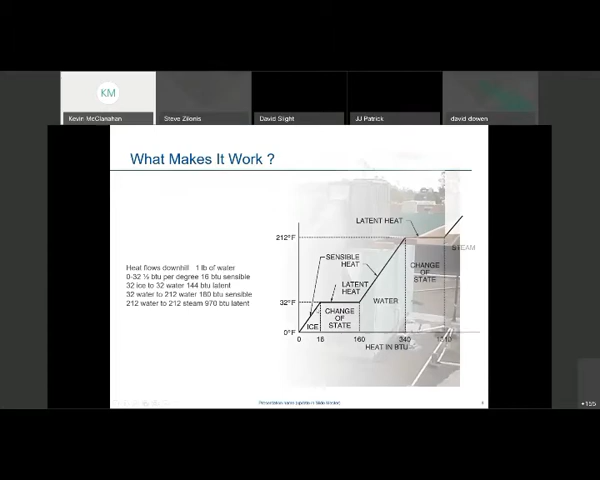 KM
Kevin McClanahan
Steve Zilonis
David Slight
JJ Patrick
david dowen
What Makes It Work ?
Heat flows downhill 1 lb of water
0-32 ½ btu per degree 16 btu sensible
32 ice to 32 water 144 btu latent
32 water to 212 water 180 btu sensible
212 water to 212 steam 970 btu latent
LATENT HEAT
212°F
STEAM
SENSIBLE
HEAT
CHANGE
OF
STATE
LATENT
HEAT
32°F
WATER
CHANGE
OF
STATE
ICE
0°F
0
16
160
340
1310
HEAT IN BTU
+155